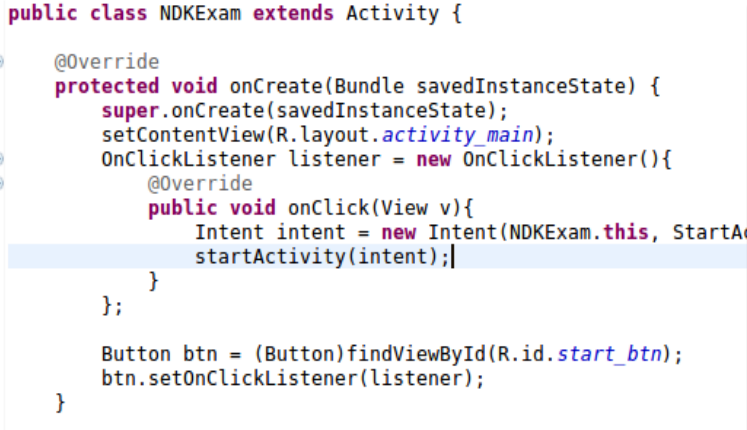 public class NDKExam extends Activity {
@Override
protected void onCreate(Bundle savedInstanceState) {
super.onCreate(savedInstanceState);
setContentView(R.layout.activity_main);
OnClickListener listener = new OnClickListener(){
@Override
public void onClick(View v){
Intent intent = new Intent(NDKExam.this,
startActivity(intent);
}
};
Button btn = (Button)findViewById(R.id.start_btn);
btn.setOnClickListener(listener);
}